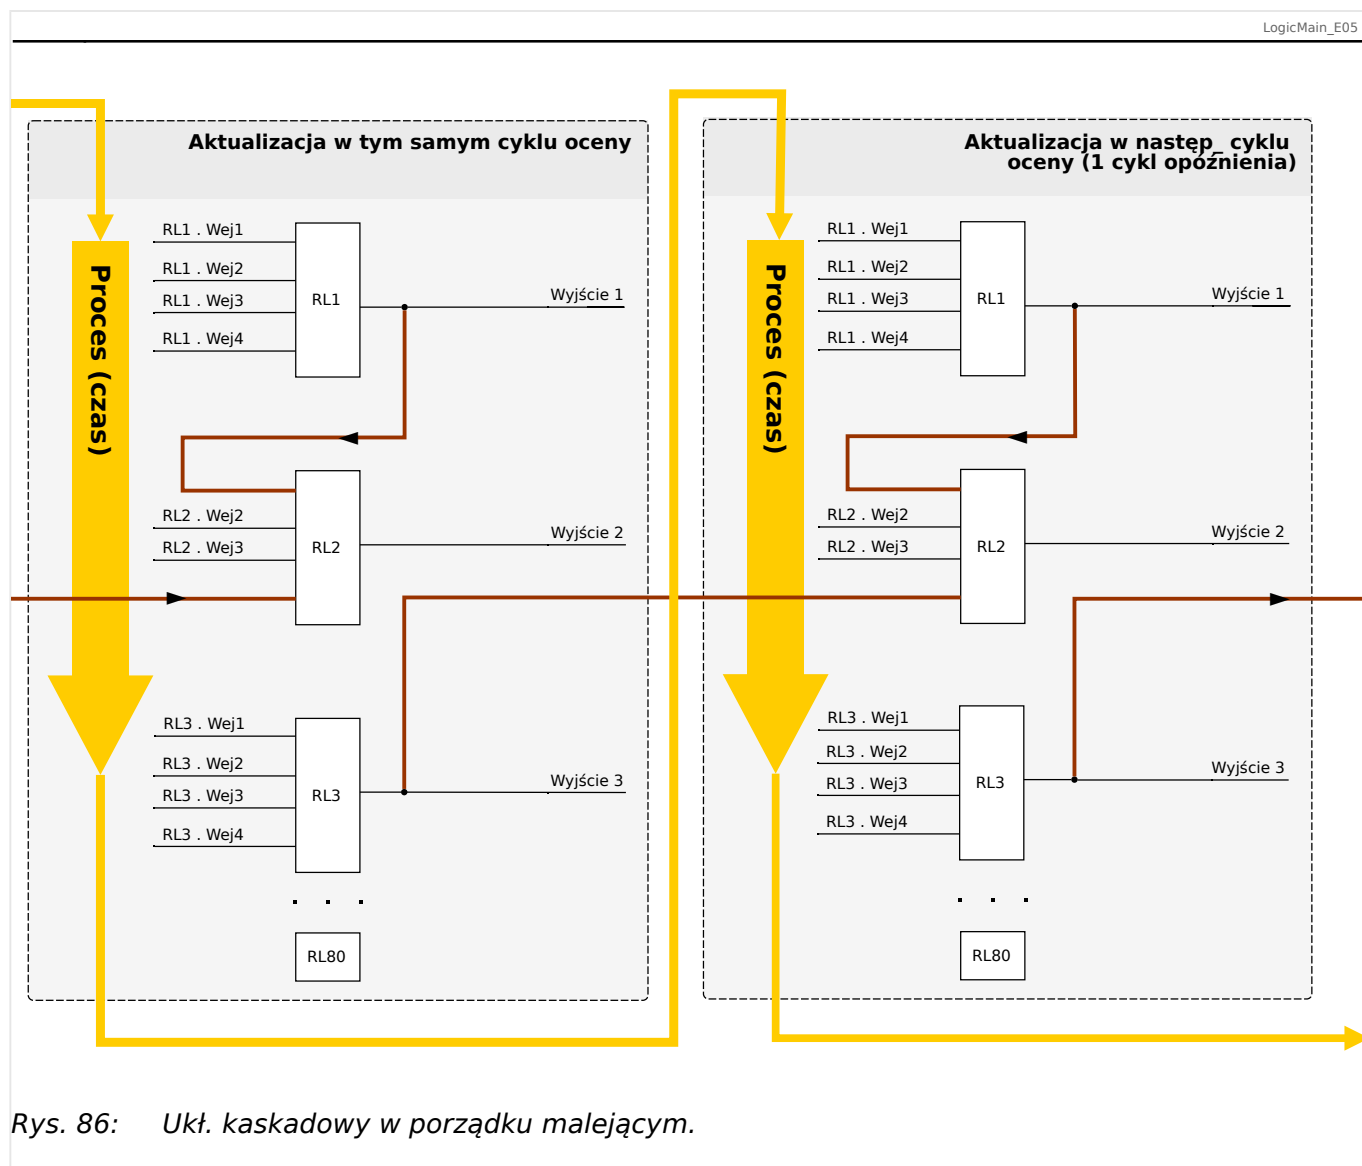 LogicMain_E05
Aktualizacja w tym samym cyklu oceny
Proces (czas)
RL1 . Wej1
RL1 . Wej2
RL1 . Wej3
RL1 . Wej4
RL1
Wyjście 1
RL2 . Wej2
RL2 . Wej3
RL2
Wyjście 2
RL3 . Wej1
RL3 . Wej2
RL3 . Wej3
RL3 . Wej4
RL3
Wyjście 3
. . .
RL80
Aktualizacja w następ_ cyklu
oceny (1 cykl opóźnienia)
Proces (czas)
RL1 . Wej1
RL1 . Wej2
RL1 . Wej3
RL1 . Wej4
RL1
Wyjście 1
RL2 . Wej2
RL2 . Wej3
RL2
Wyjście 2
RL3 . Wej1
RL3 . Wej2
RL3 . Wej3
RL3 . Wej4
RL3
Wyjście 3
. . .
RL80
Rys. 86: Ukł. kaskadowy w porządku malejącym.